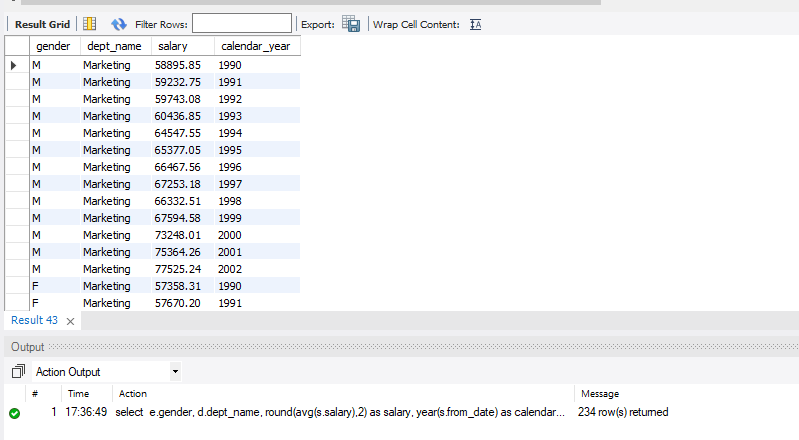 Result Grid Filter Rows: Export: Wrap Cell Content:
gender dept_name salary calendar_year
M Marketing 58895.85 1990
M Marketing 59232.75 1991
M Marketing 59743.08 1992
M Marketing 60436.85 1993
M Marketing 64547.55 1994
M Marketing 65377.05 1995
M Marketing 66467.56 1996
M Marketing 67253.18 1997
M Marketing 66332.51 1998
M Marketing 67594.58 1999
M Marketing 73248.01 2000
M Marketing 75364.26 2001
M Marketing 77525.24 2002
F Marketing 57358.31 1990
F Marketing 57670.20 1991
Result 43
Output
Action Output
# Time Action Message
1 17:36:49 select e.gender, d.dept_name, round(avg(s.salary),2) as salary, year(s.from_date) as calendar... 234 row(s) returned